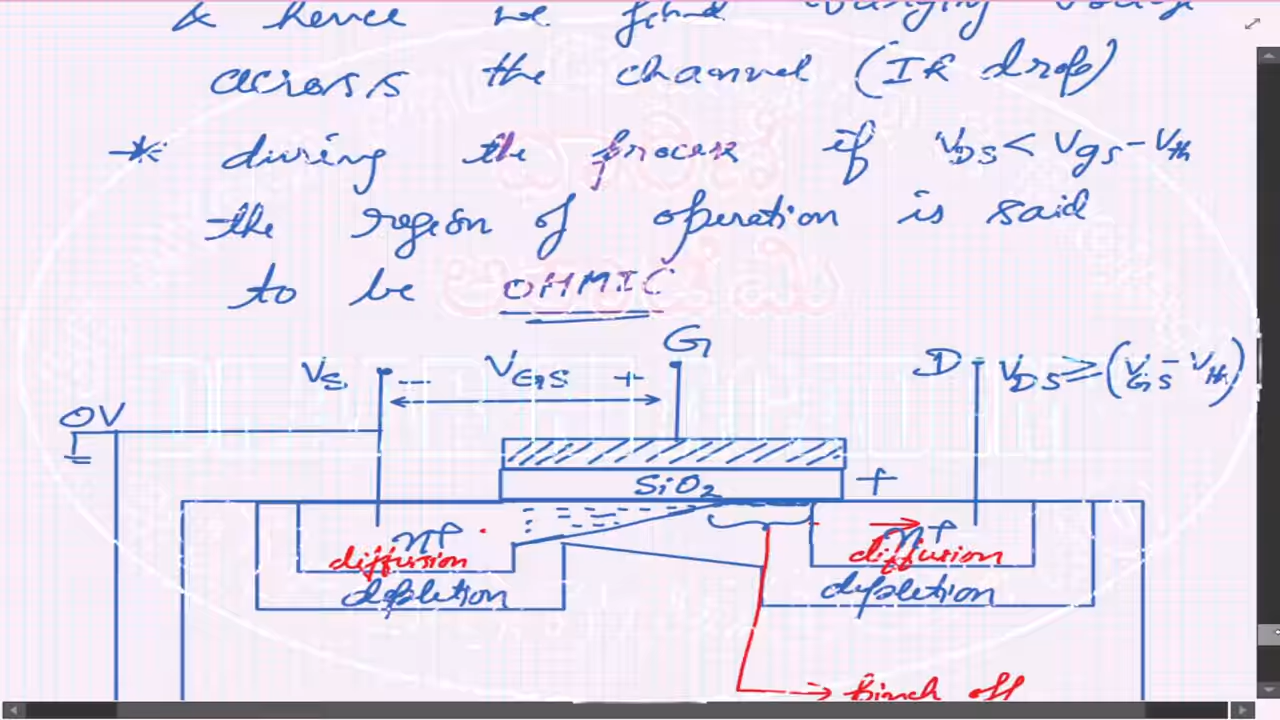 & hence we find varying voltage
across the channel (IR drop)
* during the process if VDS < VgS - Vth
the region of operation is said
to be OHMIC
G
VS -- VGS + D VDS ≥ (VGS - Vth)
OV
SiO2 +
n+ n+
diffusion diffusion
depletion depletion
→ Pinch off